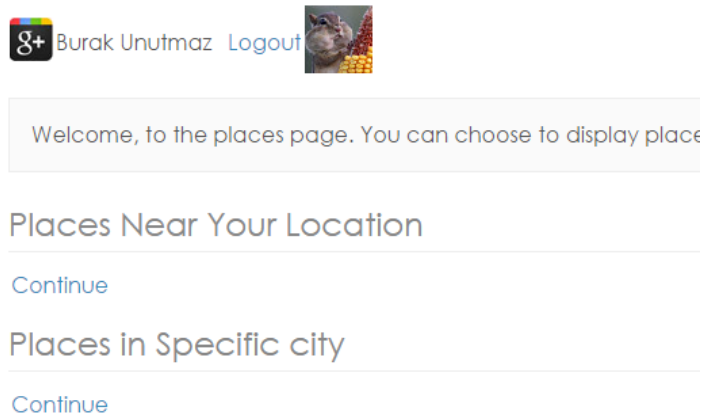 g+ Burak Unutmaz Logout
Welcome, to the places page. You can choose to display place
Places Near Your Location
Continue
Places in Specific city
Continue